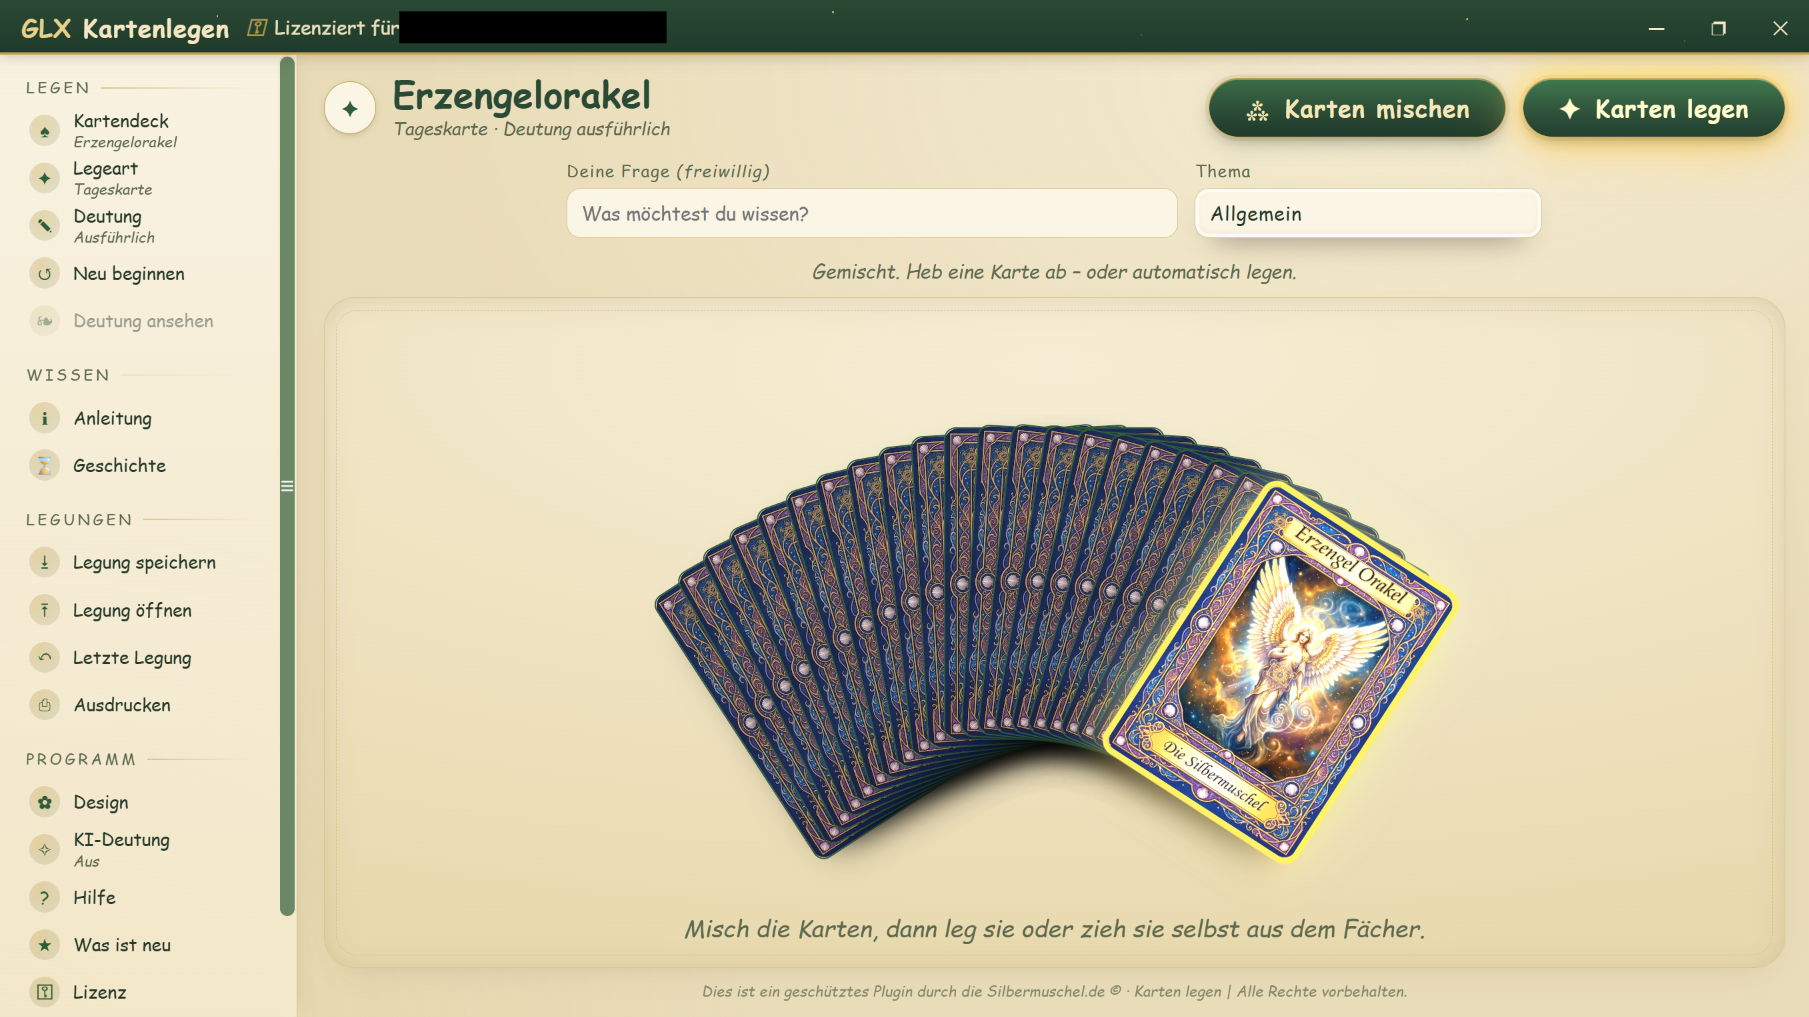 GLX Kartenlegen
Lizenziert für
LEGEN
Kartendeck
Erzengelorakel
Legeart
Tageskarte
Deutung
Ausführlich
Neu beginnen
Deutung ansehen
WISSEN
Anleitung
Geschichte
LEGUNGEN
Legung speichern
Legung öffnen
Letzte Legung
Ausdrucken
PROGRAMM
Design
KI-Deutung
Aus
Hilfe
Was ist neu
Lizenz
Erzengelorakel
Tageskarte · Deutung ausführlich
Karten mischen
Karten legen
Deine Frage (freiwillig)
Thema
Was möchtest du wissen?
Allgemein
Gemischt. Heb eine Karte ab – oder automatisch legen.
Erzengel Orakel
Die Silbermuschel
Misch die Karten, dann leg sie oder zieh sie selbst aus dem Fächer.
Dies ist ein geschütztes Plugin durch die Silbermuschel.de © · Karten legen | Alle Rechte vorbehalten.